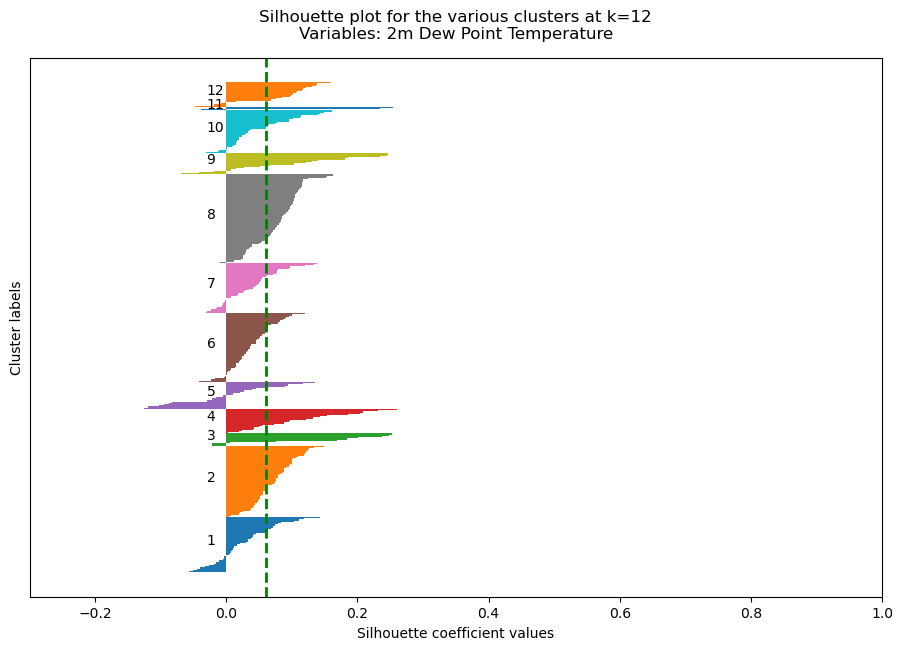 Silhouette plot for the various clusters at k=12
Variables: 2m Dew Point Temperature
Cluster labels
12
11
10
9
8
7
6
5
4
3
2
1
−0.2 0.0 0.2 0.4 0.6 0.8 1.0
Silhouette coefficient values